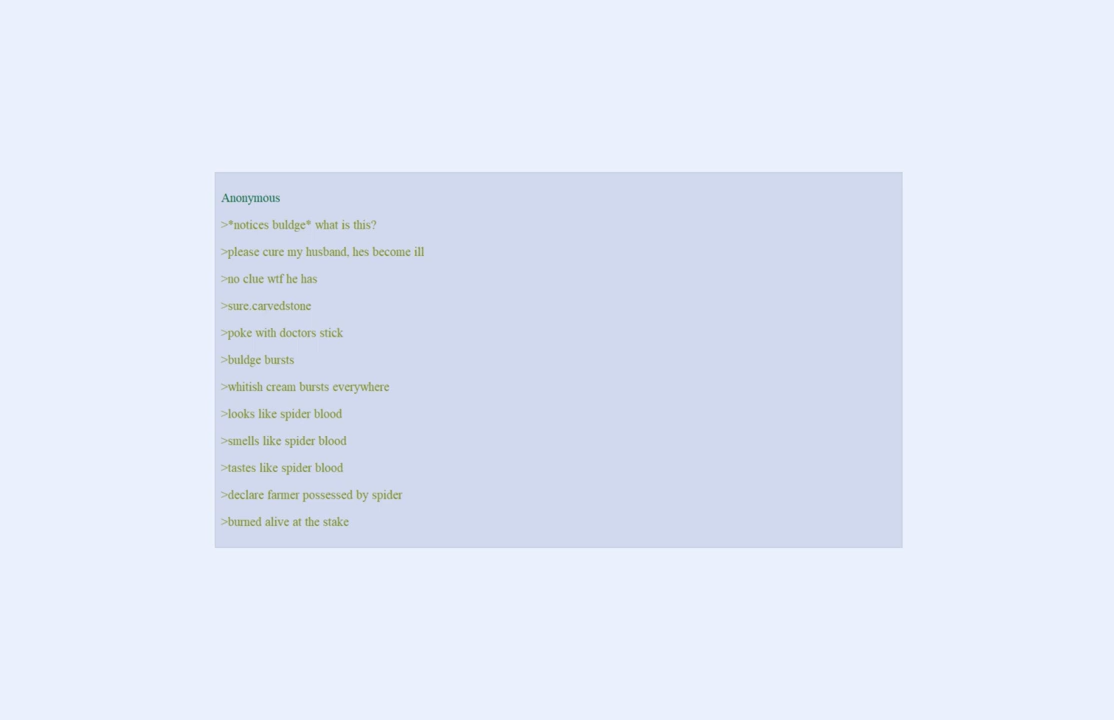 Anonymous
>*notices buldge* what is this?
>please cure my husband, hes become ill
>no clue wtf he has
>sure.carvedstone
>poke with doctors stick
>buldge bursts
>whitish cream bursts everywhere
>looks like spider blood
>smells like spider blood
>tastes like spider blood
>declare farmer possessed by spider
>burned alive at the stake